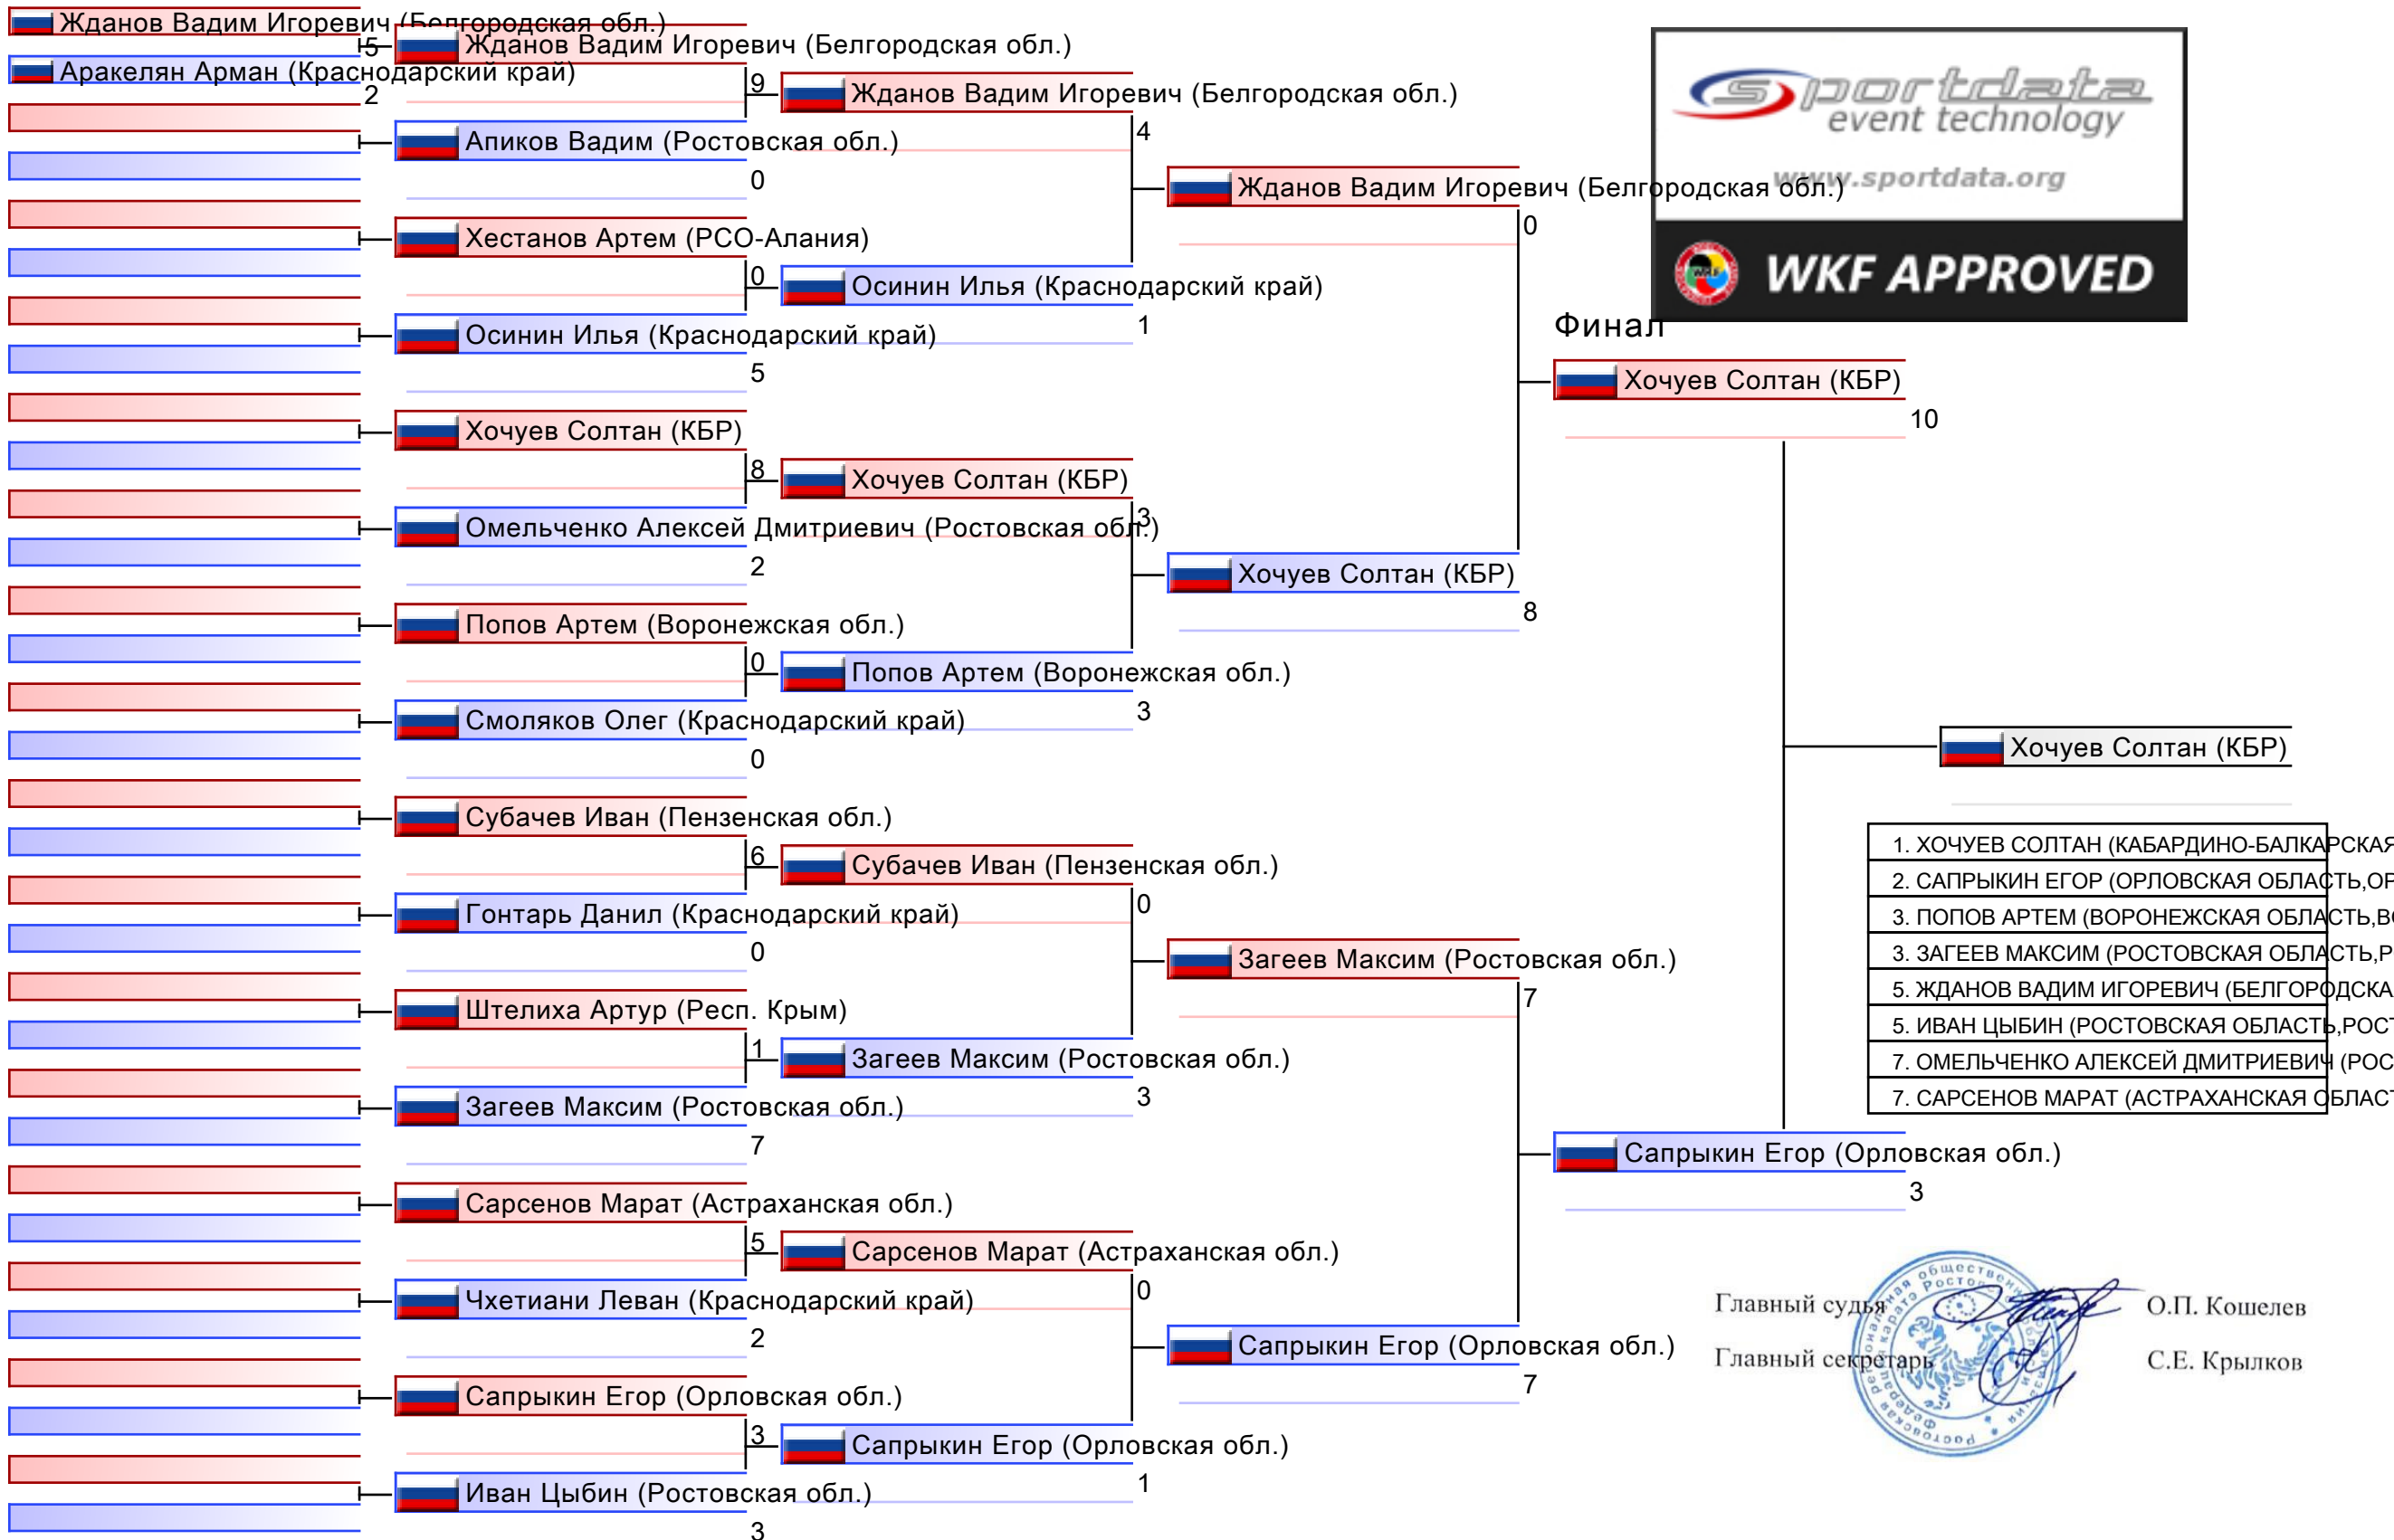 Жданов Вадим Игоревич (Белгородская обл.)
5
Аракелян Арман (Краснодарский край)
2
Жданов Вадим Игоревич (Белгородская обл.)
9
Апиков Вадим (Ростовская обл.)
0
Хестанов Артем (РСО-Алания)
0
Осинин Илья (Краснодарский край)
5
Хочуев Солтан (КБР)
8
Омельченко Алексей Дмитриевич (Ростовская обл.)
2
Попов Артем (Воронежская обл.)
0
Смоляков Олег (Краснодарский край)
0
Субачев Иван (Пензенская обл.)
6
Гонтарь Данил (Краснодарский край)
0
Штелиха Артур (Респ. Крым)
1
Загеев Максим (Ростовская обл.)
7
Сарсенов Марат (Астраханская обл.)
5
Чхетиани Леван (Краснодарский край)
2
Сапрыкин Егор (Орловская обл.)
3
Иван Цыбин (Ростовская обл.)
3
Жданов Вадим Игоревич (Белгородская обл.)
4
Осинин Илья (Краснодарский край)
1
Хочуев Солтан (КБР)
3
Попов Артем (Воронежская обл.)
3
Субачев Иван (Пензенская обл.)
0
Загеев Максим (Ростовская обл.)
3
Сарсенов Марат (Астраханская обл.)
0
Сапрыкин Егор (Орловская обл.)
1
Жданов Вадим Игоревич (Белгородская обл.)
0
Хочуев Солтан (КБР)
8
Загеев Максим (Ростовская обл.)
7
Сапрыкин Егор (Орловская обл.)
7
sportdata
event technology
www.sportdata.org
WKF APPROVED
Финал
Хочуев Солтан (КБР)
10
Сапрыкин Егор (Орловская обл.)
3
Хочуев Солтан (КБР)
1. ХОЧУЕВ СОЛТАН (КАБАРДИНО-БАЛКАРСКАЯ
2. САПРЫКИН ЕГОР (ОРЛОВСКАЯ ОБЛАСТЬ,ОР
3. ПОПОВ АРТЕМ (ВОРОНЕЖСКАЯ ОБЛАСТЬ,ВО
3. ЗАГЕЕВ МАКСИМ (РОСТОВСКАЯ ОБЛАСТЬ,Р
5. ЖДАНОВ ВАДИМ ИГОРЕВИЧ (БЕЛГОРОДСКА
5. ИВАН ЦЫБИН (РОСТОВСКАЯ ОБЛАСТЬ,РОСТ
7. ОМЕЛЬЧЕНКО АЛЕКСЕЙ ДМИТРИЕВИЧ (РОС
7. САРСЕНОВ МАРАТ (АСТРАХАНСКАЯ ОБЛАСТ
Главный судья О.П. Кошелев
Главный секретарь С.Е. Крылков